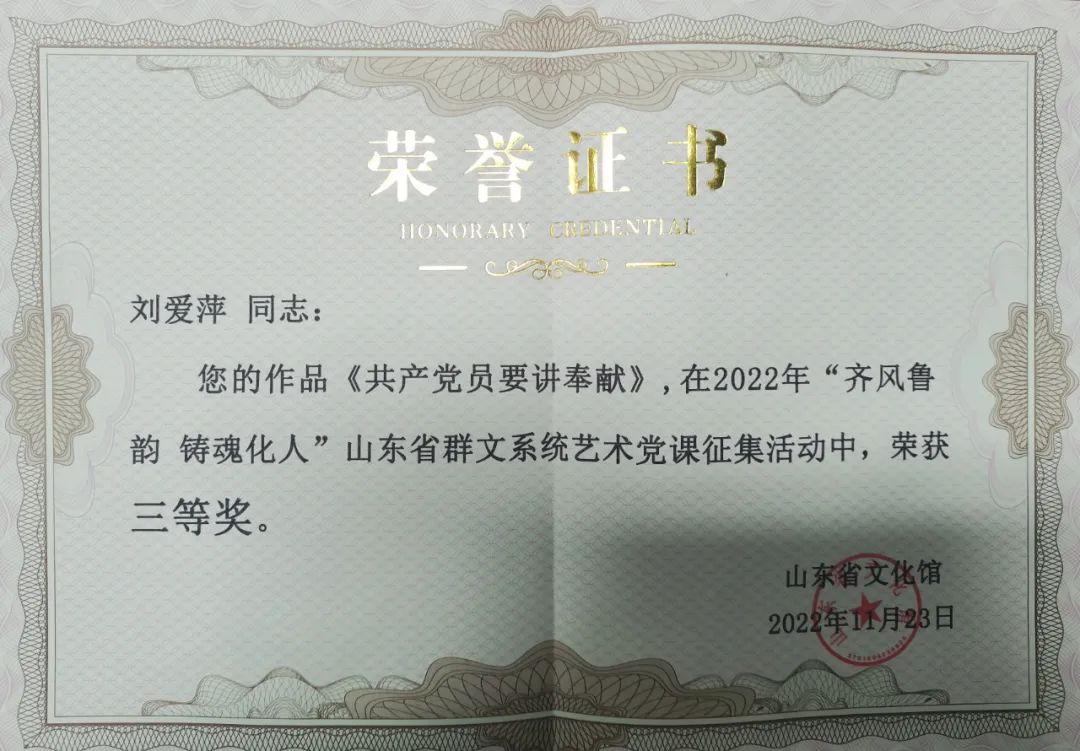 荣誉证书
HONORARY CREDENTIAL
刘爱萍 同志：
您的作品《共产党员要讲奉献》,在2022年“齐风鲁
韵 铸魂化人”山东省群文系统艺术党课征集活动中，荣获
三等奖。
山东省文化馆
2022年11月23日